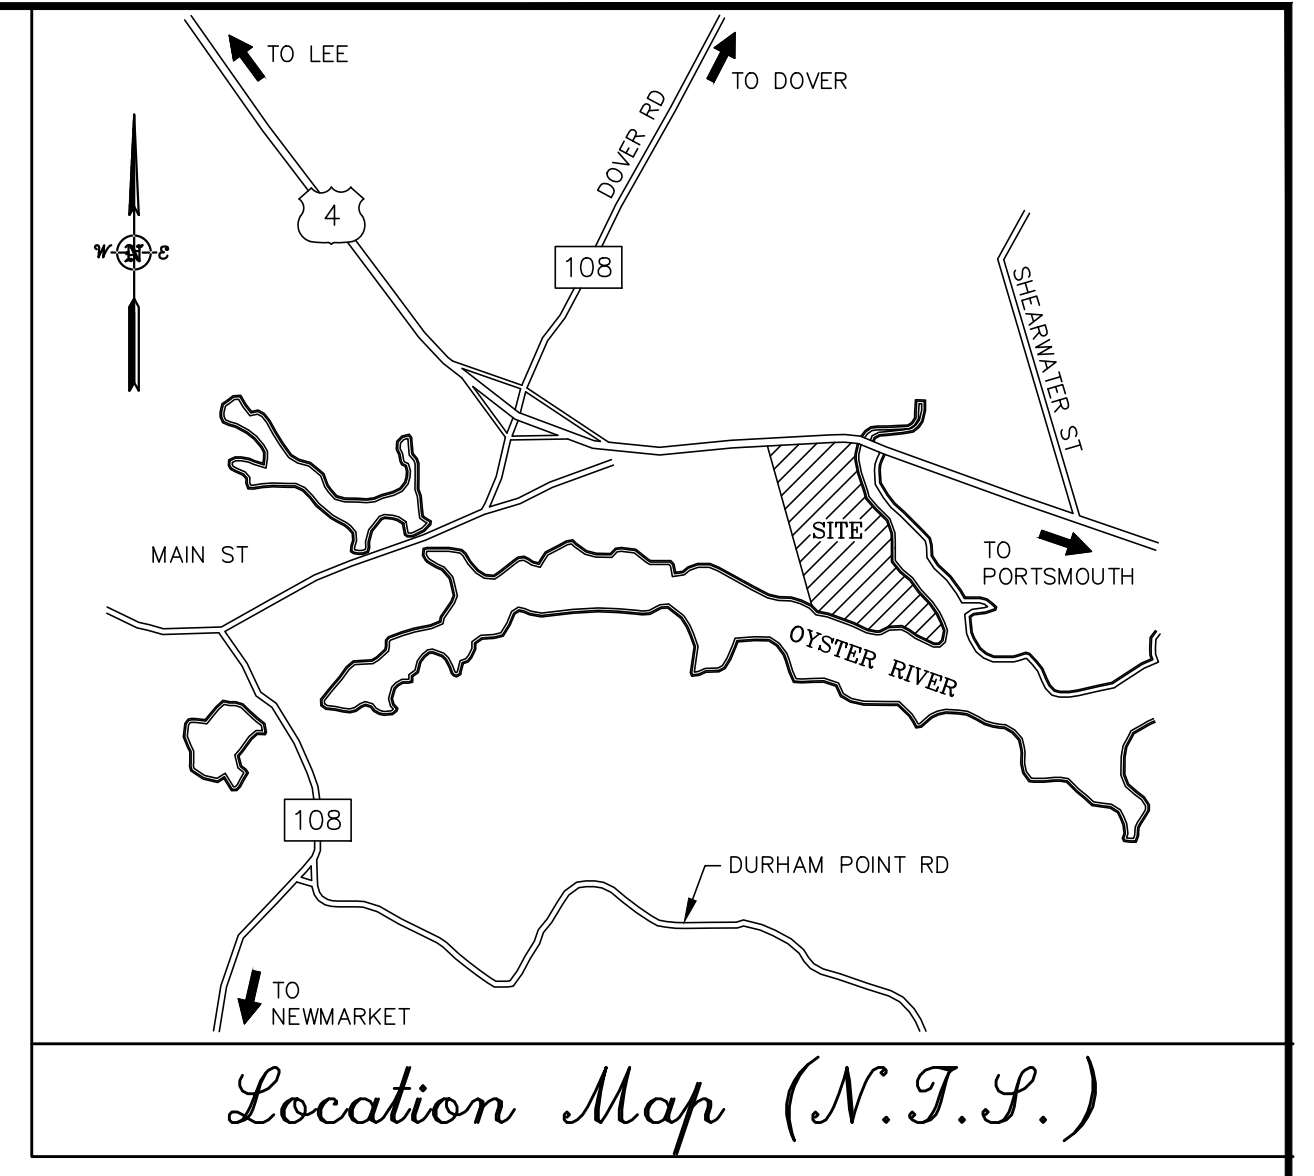 TO LEE
TO DOVER
DOVER RD
4
108
W N E
SHEARWATER ST
SITE
MAIN ST
TO
PORTSMOUTH
OYSTER RIVER
108
DURHAM POINT RD
TO
NEWMARKET
Location Map (N.T.S.)